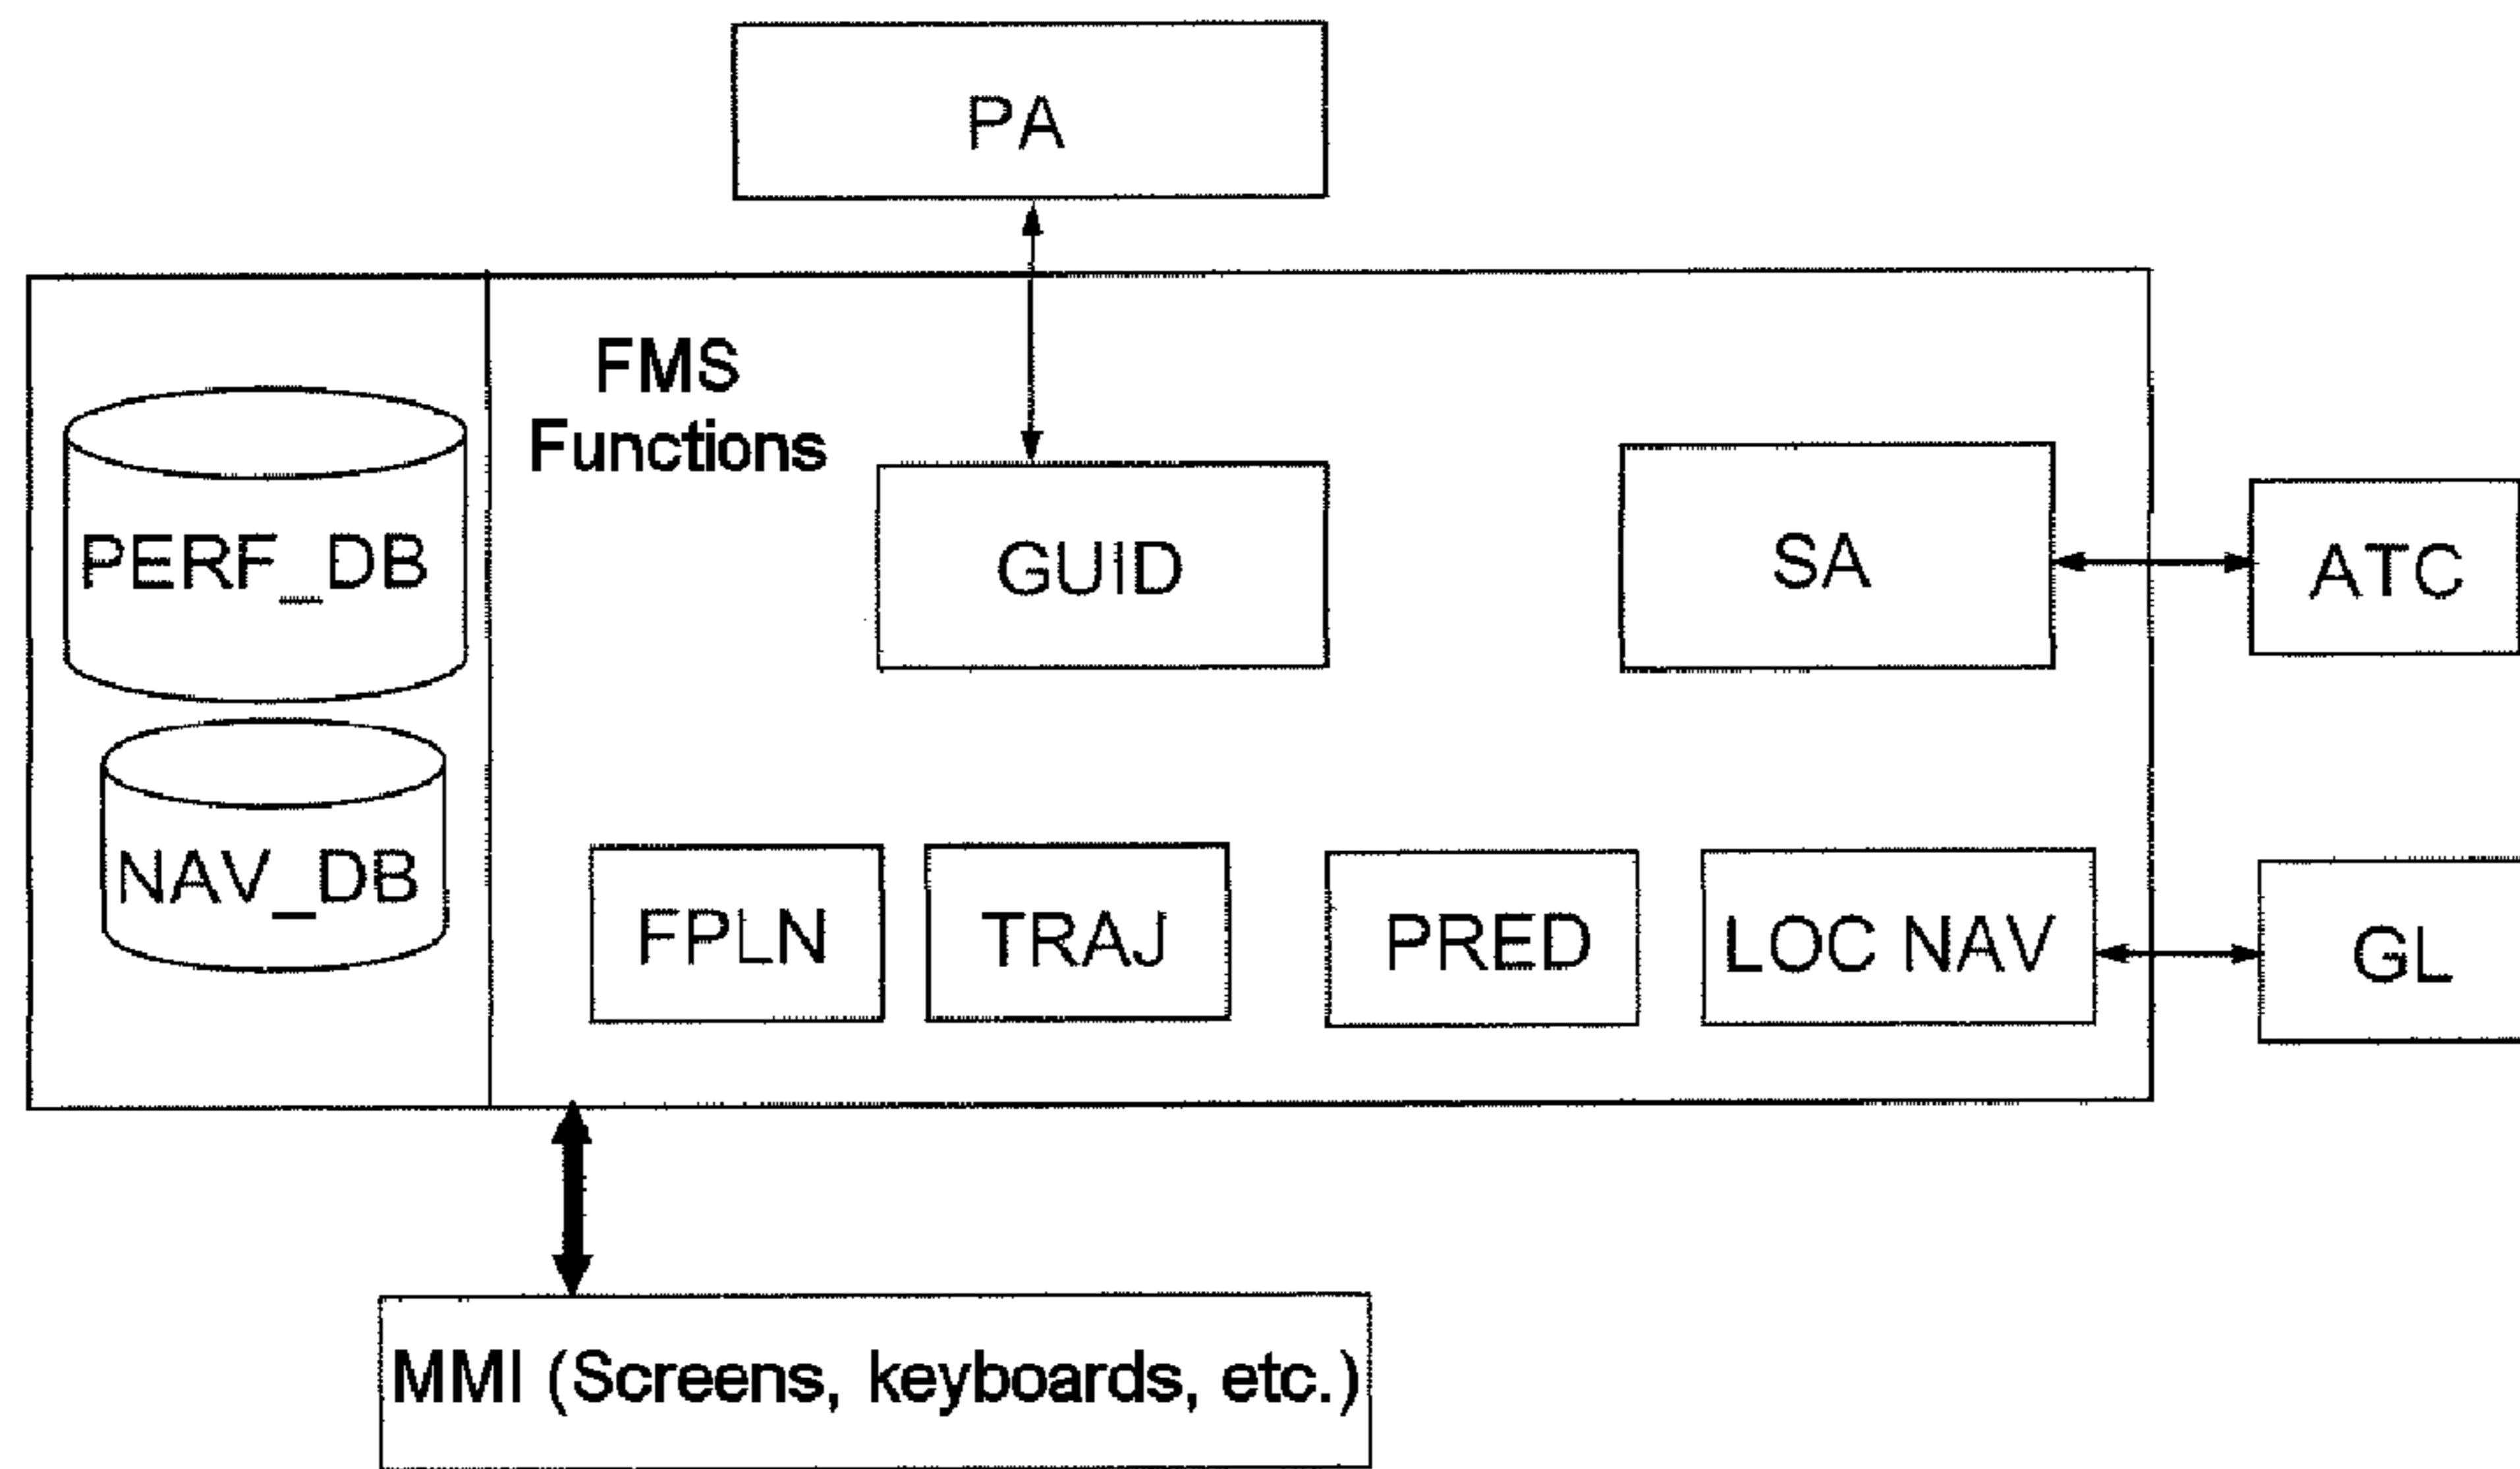 PA
FMS
Functions
PERF_DB
GUID
SA
ATC
NAV_DB
FPLN
TRAJ
PRED
LOC NAV
GL
MMI (Screens, keyboards, etc.)